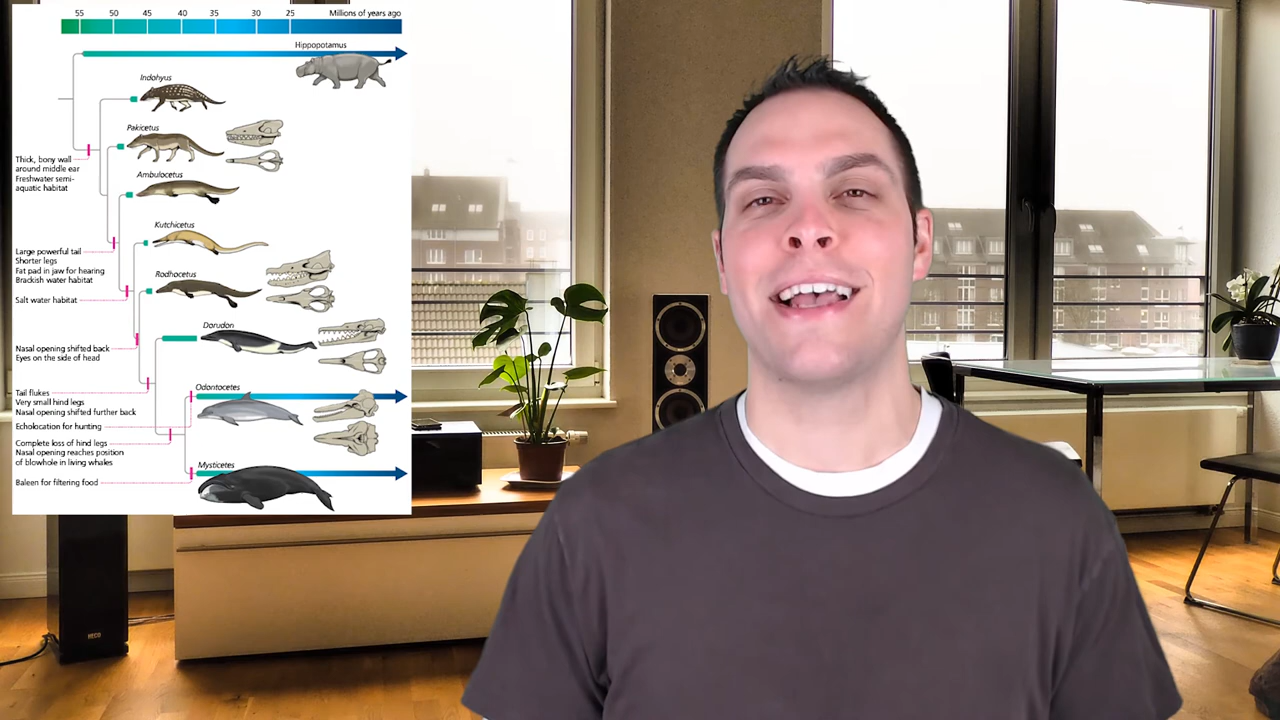 55 50 45 40 35 30 25 Millions of years ago
Hippopotamus
Indohyus
Pakicetus
Thick, bony wall
around middle ear
Freshwater semi-
aquatic habitat
Ambulocetus
Kutchicetus
Large powerful tail
Shorter legs
Fat pad in jaw for hearing
Brackish water habitat
Rodhocetus
Salt water habitat
Dorudon
Nasal opening shifted back
Eyes on the side of head
Odontocetes
Tail flukes
Very small hind legs
Nasal opening shifted further back
Echolocation for hunting
Complete loss of hind legs
Nasal opening reaches position
of blowhole in living whales
Mysticetes
Baleen for filtering food